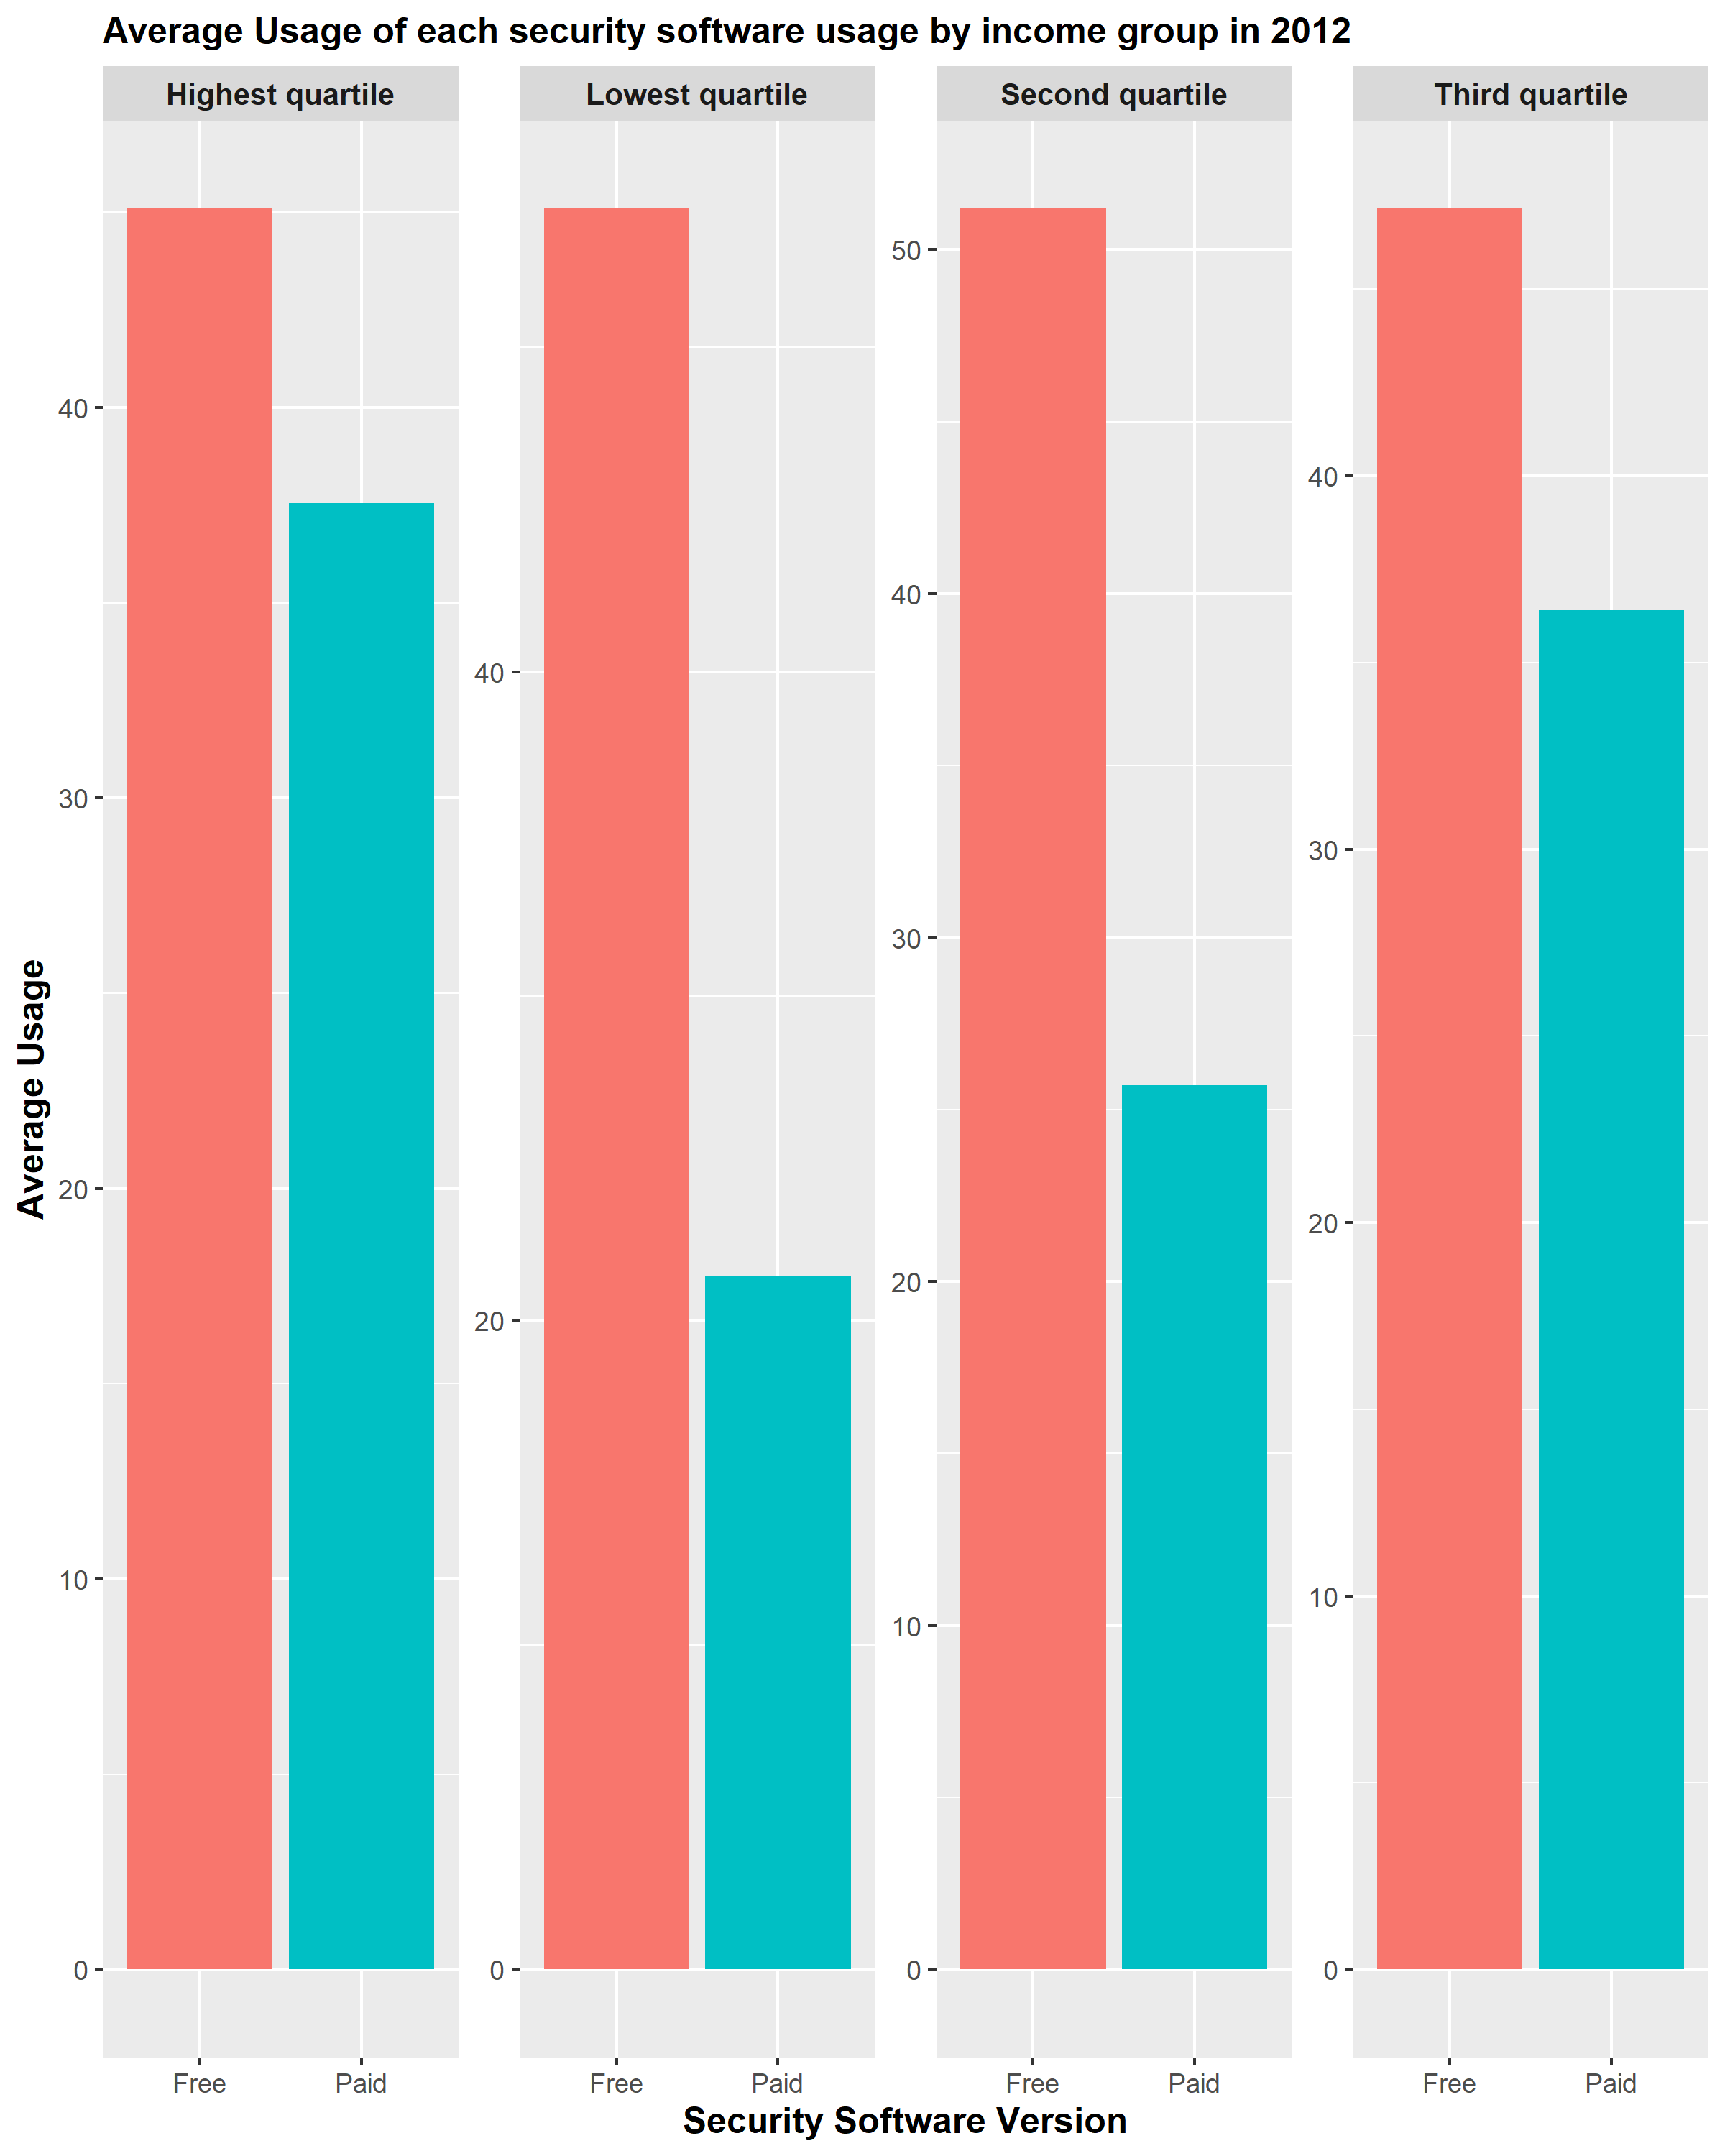 Average Usage of each security software usage by income group in 2012
Highest quartile
Lowest quartile
Second quartile
Third quartile
Average Usage
40
30
20
10
0
40
20
0
50
40
30
20
10
0
40
30
20
10
0
Free
Paid
Free
Paid
Free
Paid
Free
Paid
Security Software Version